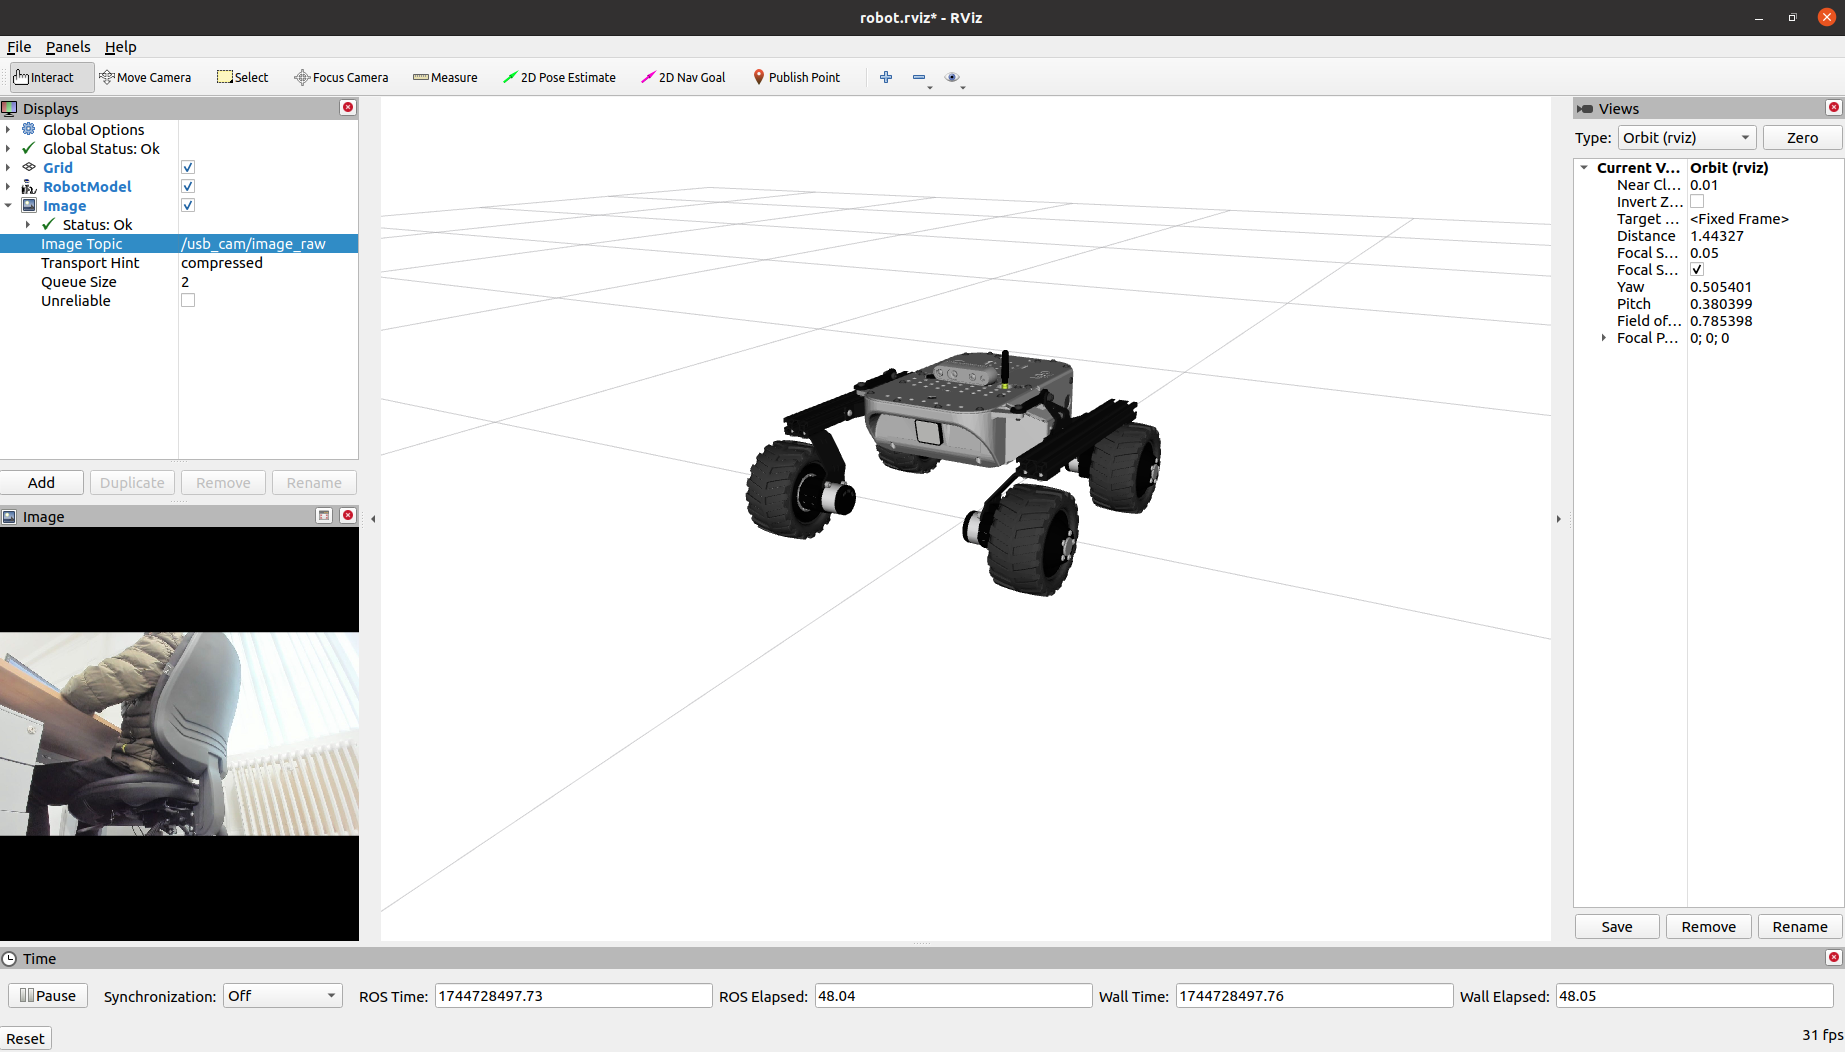 robot.rviz* - RViz
File Panels Help
Interact Move Camera Select Focus Camera Measure 2D Pose Estimate 2D Nav Goal Publish Point
Displays
Global Options
Global Status: Ok
Grid
RobotModel
Image
Status: Ok
Image Topic /usb_cam/image_raw
Transport Hint compressed
Queue Size 2
Unreliable
Add Duplicate Remove Rename
Image
Views
Type: Orbit (rviz) Zero
Current V... Orbit (rviz)
Near Cl... 0.01
Invert Z...
Target ... <Fixed Frame>
Distance 1.44327
Focal S... 0.05
Focal S...
Yaw 0.505401
Pitch 0.380399
Field of... 0.785398
Focal P... 0; 0; 0
Save Remove Rename
Time
Pause Synchronization: Off ROS Time: 1744728497.73 ROS Elapsed: 48.04 Wall Time: 1744728497.76 Wall Elapsed: 48.05
Reset 31 fps